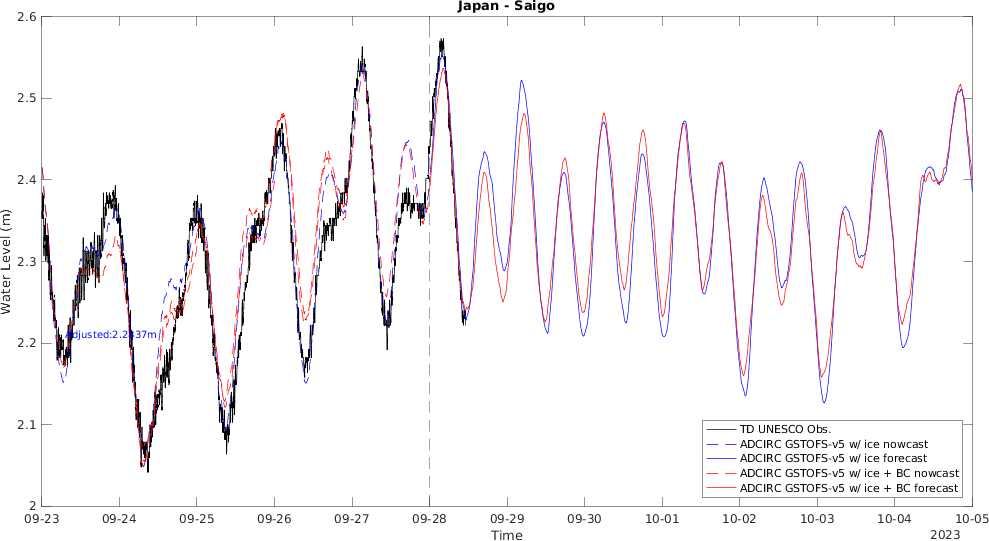 Japan - Saigo
2.6
2.5
2.4
2.3
2.2
2.1
2
Water Level (m)
TD UNESCO Obs.
ADCIRC GSTOFS-v5 w/ ice nowcast
ADCIRC GSTOFS-v5 w/ ice forecast
ADCIRC GSTOFS-v5 w/ ice + BC nowcast
ADCIRC GSTOFS-v5 w/ ice + BC forecast
09-23 09-24 09-25 09-26 09-27 09-28 09-29 09-30 10-01 10-02 10-03 10-04 10-05
Time
2023